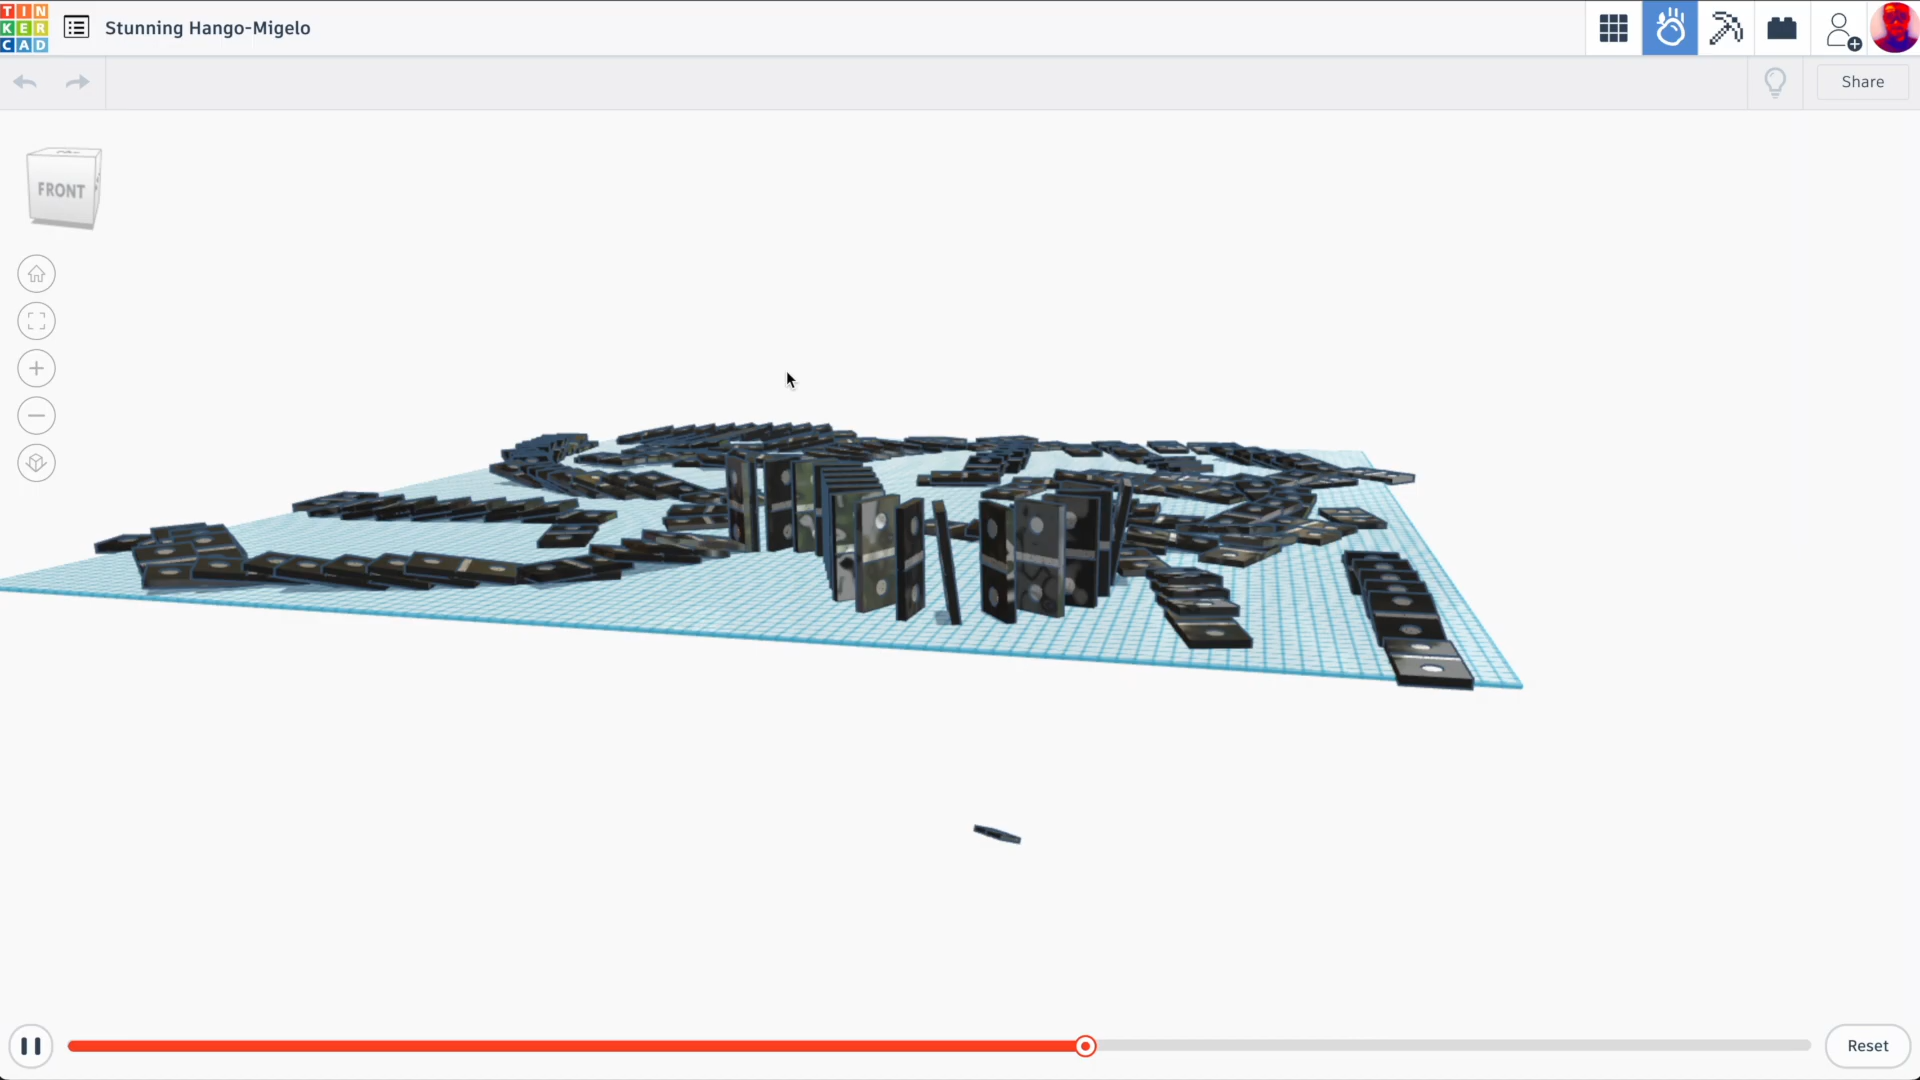 TIN
KER
CAD
Stunning Hango-Migelo
Share
FRONT
Reset